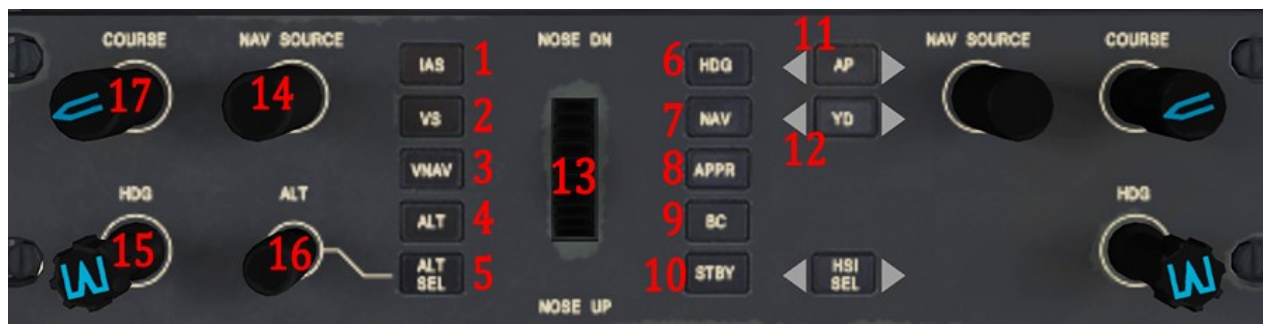 COURSE NAV SOURCE NOSE DN NAV SOURCE COURSE
17 14 IAS 1 HDG 6 AP 11
VS 2 NAV 7 YD 12
VNAV 3 13 APPR 8
HDG ALT ALT 4 BC 9 HDG
15 16 ALT SEL 5 STBY 10 HSI SEL
NOSE UP